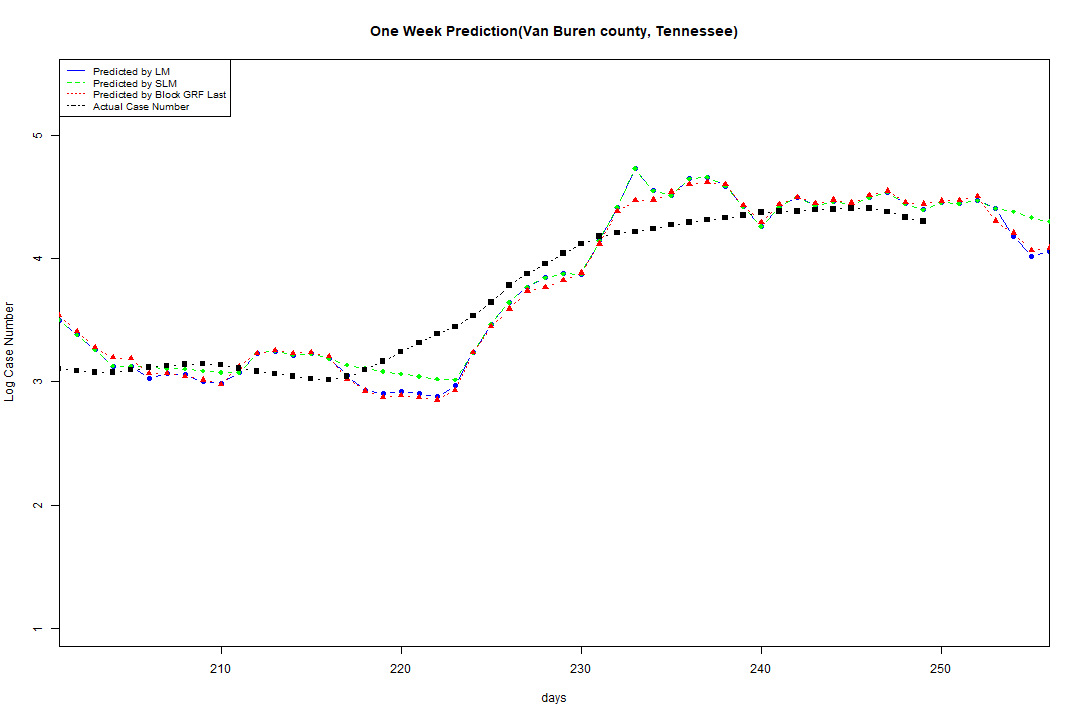 One Week Prediction(Van Buren county, Tennessee)
Predicted by LM
Predicted by SLM
Predicted by Block GRF Last
Actual Case Number
5
4
3
2
1
Log Case Number
210 220 230 240 250
days